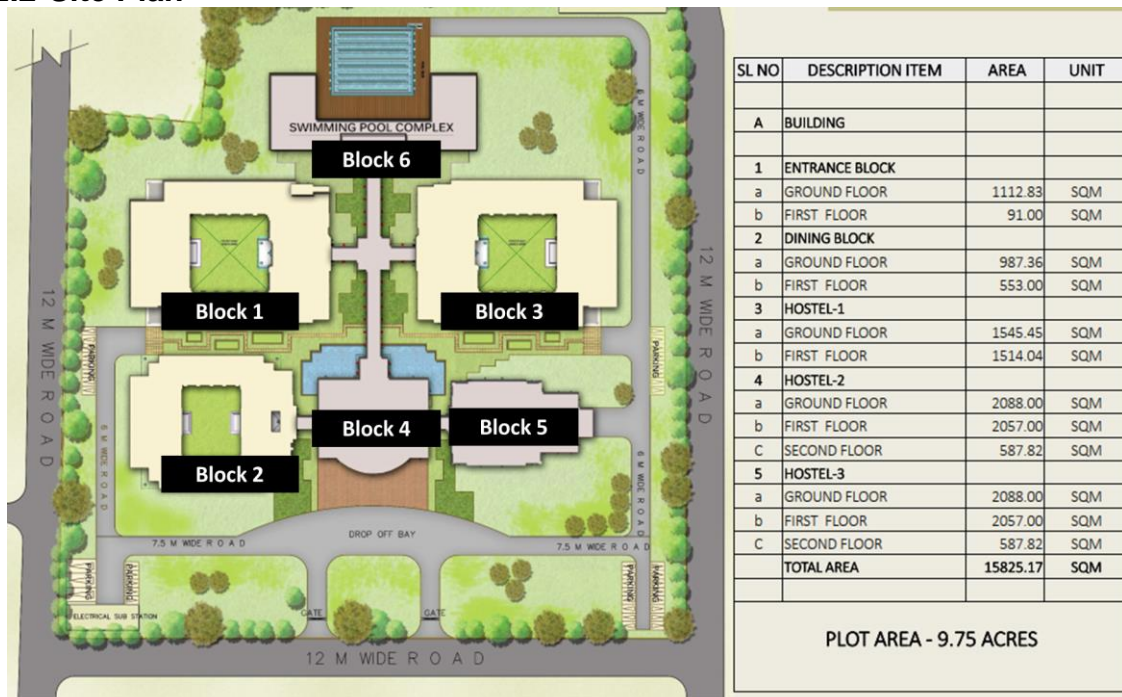 SWIMMING POOL COMPLEX
Block 6
6 M WIDE ROAD
Block 1
Block 3
12 M WIDE ROAD
12 M WIDE ROAD
PARKING
PARKING
Block 4
Block 5
Block 2
6 M WIDE ROAD
6 M WIDE ROAD
DROP OFF BAY
7.5 M WIDE ROAD
7.5 M WIDE ROAD
PARKING
PARKING
PARKING
PARKING
ELECTRICAL SUB STATION
GATE
GATE
12 M WIDE ROAD
SL NO DESCRIPTION ITEM AREA UNIT
A BUILDING
1 ENTRANCE BLOCK
a GROUND FLOOR 1112.83 SQM
b FIRST FLOOR 91.00 SQM
2 DINING BLOCK
a GROUND FLOOR 987.36 SQM
b FIRST FLOOR 553.00 SQM
3 HOSTEL-1
a GROUND FLOOR 1545.45 SQM
b FIRST FLOOR 1514.04 SQM
4 HOSTEL-2
a GROUND FLOOR 2088.00 SQM
b FIRST FLOOR 2057.00 SQM
C SECOND FLOOR 587.82 SQM
5 HOSTEL-3
a GROUND FLOOR 2088.00 SQM
b FIRST FLOOR 2057.00 SQM
C SECOND FLOOR 587.82 SQM
TOTAL AREA 15825.17 SQM
PLOT AREA - 9.75 ACRES